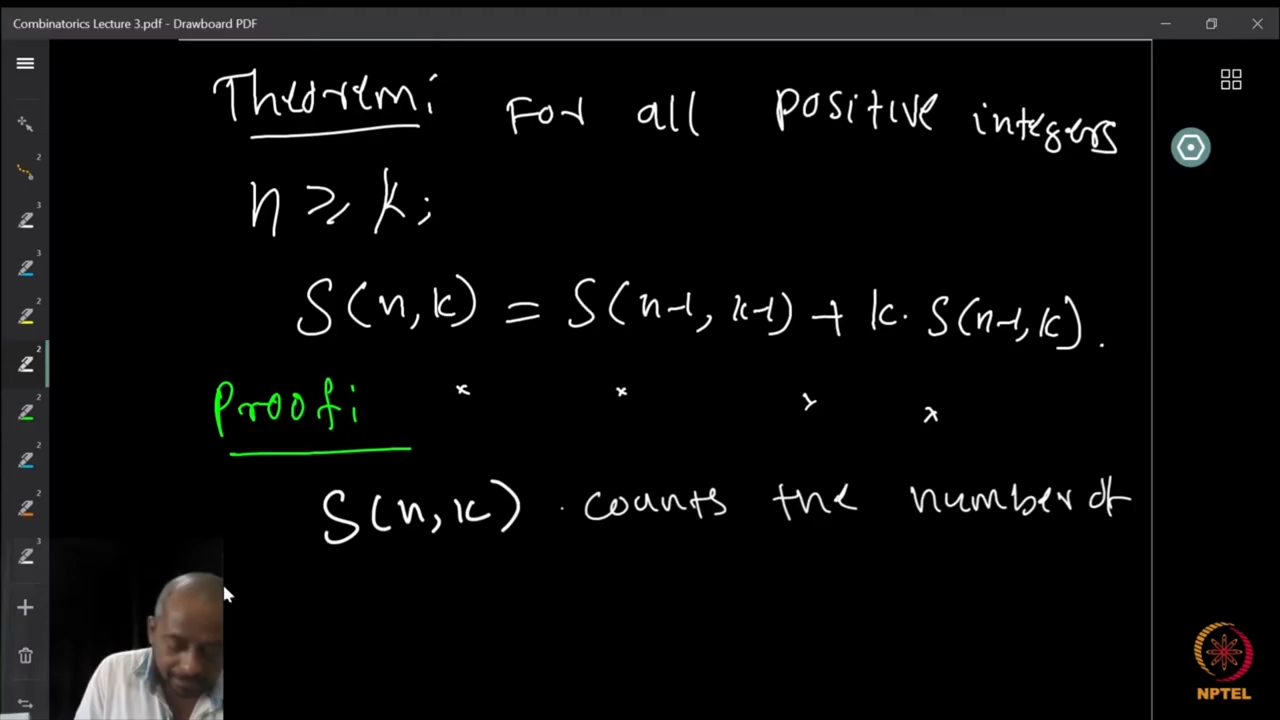 Combinatorics Lecture 3.pdf - Drawboard PDF
Theorem: For all positive integers
n ≥ k;
S(n,k) = S(n-1, k-1) + k. S(n-1,k).
Proof:
x x x x
S(n,k) . counts the number of
NPTEL